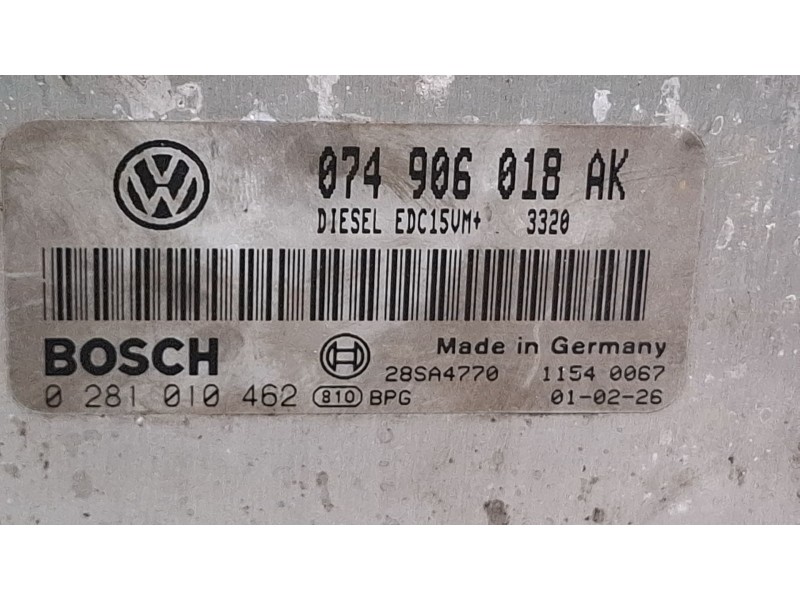 074 906 018 AK
DIESEL EDC15VM+ 3320
BOSCH
Made in Germany
28SA4770 1154 0067
0 281 010 462 810 BPG 01-02-26